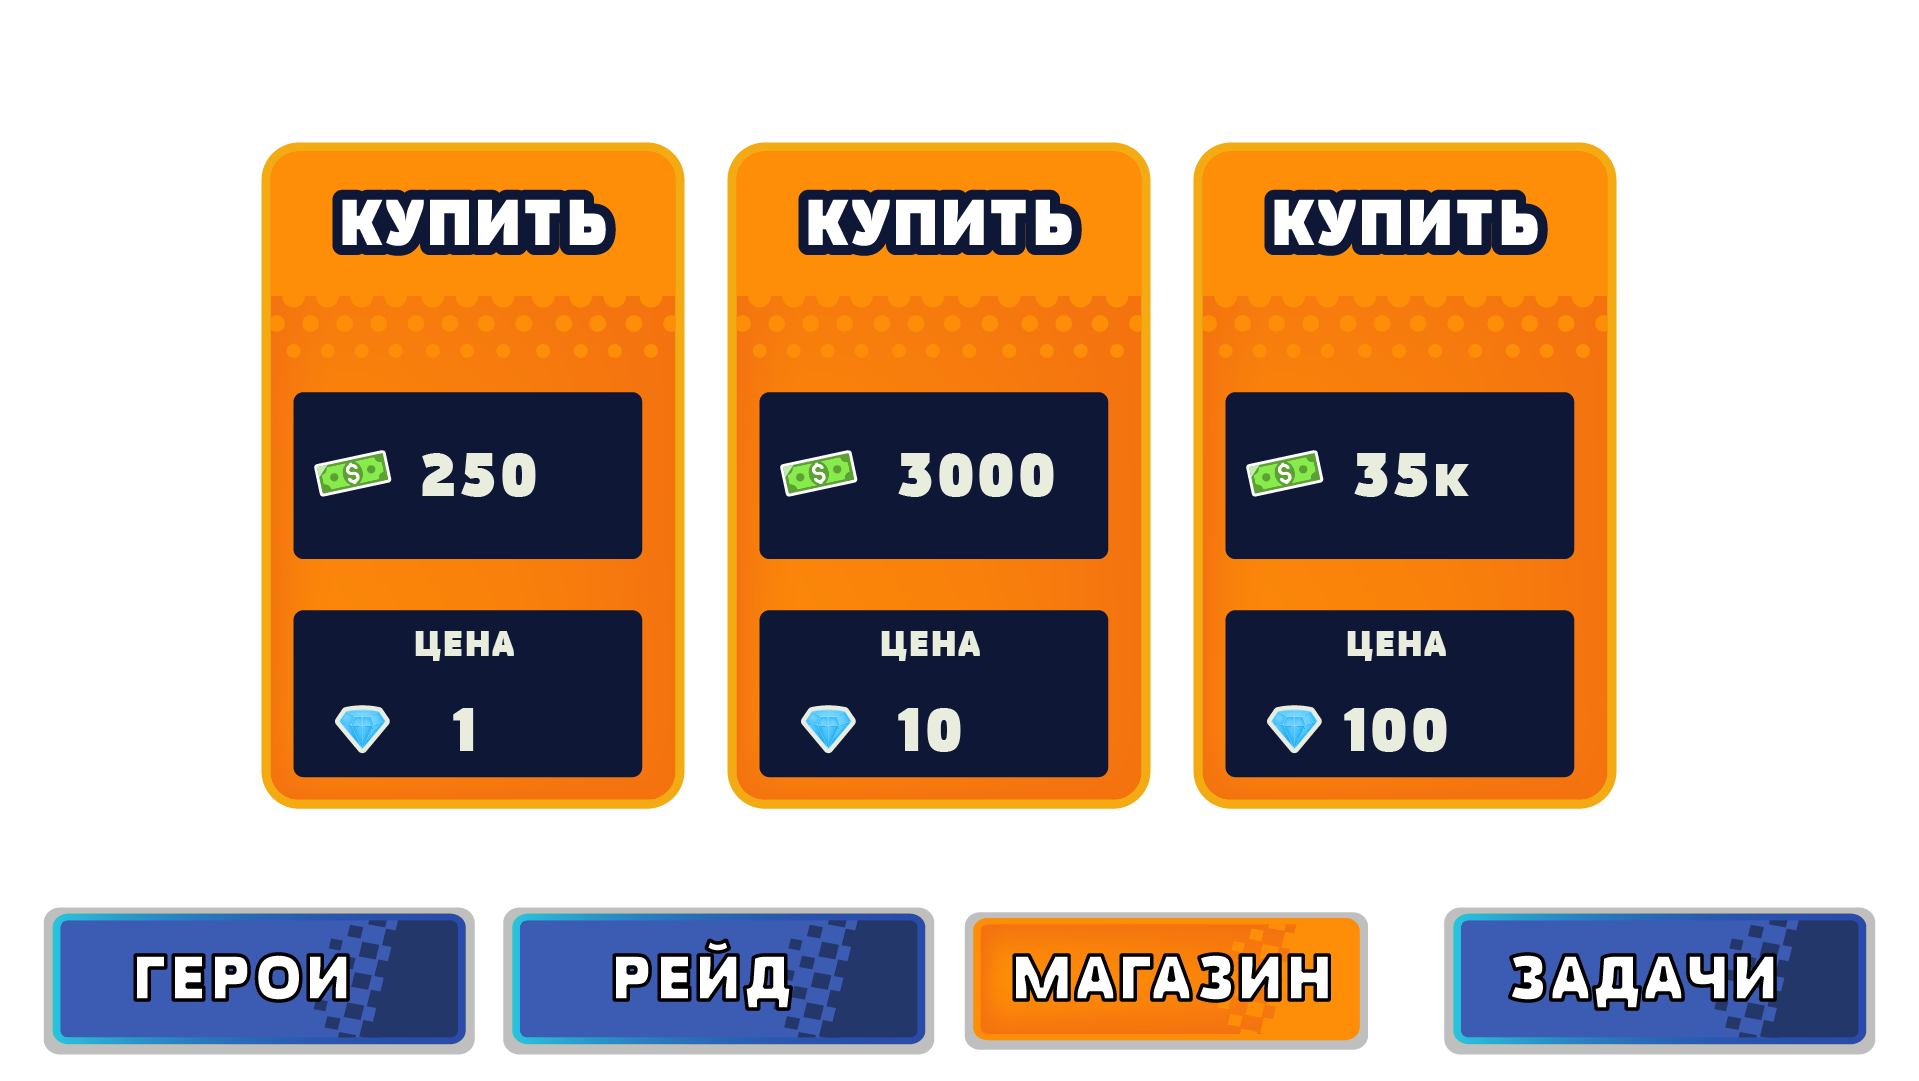 КУПИТЬ
250
ЦЕНА
1
КУПИТЬ
3000
ЦЕНА
10
КУПИТЬ
35к
ЦЕНА
100
ГЕРОИ
РЕЙД
МАГАЗИН
ЗАДАЧИ